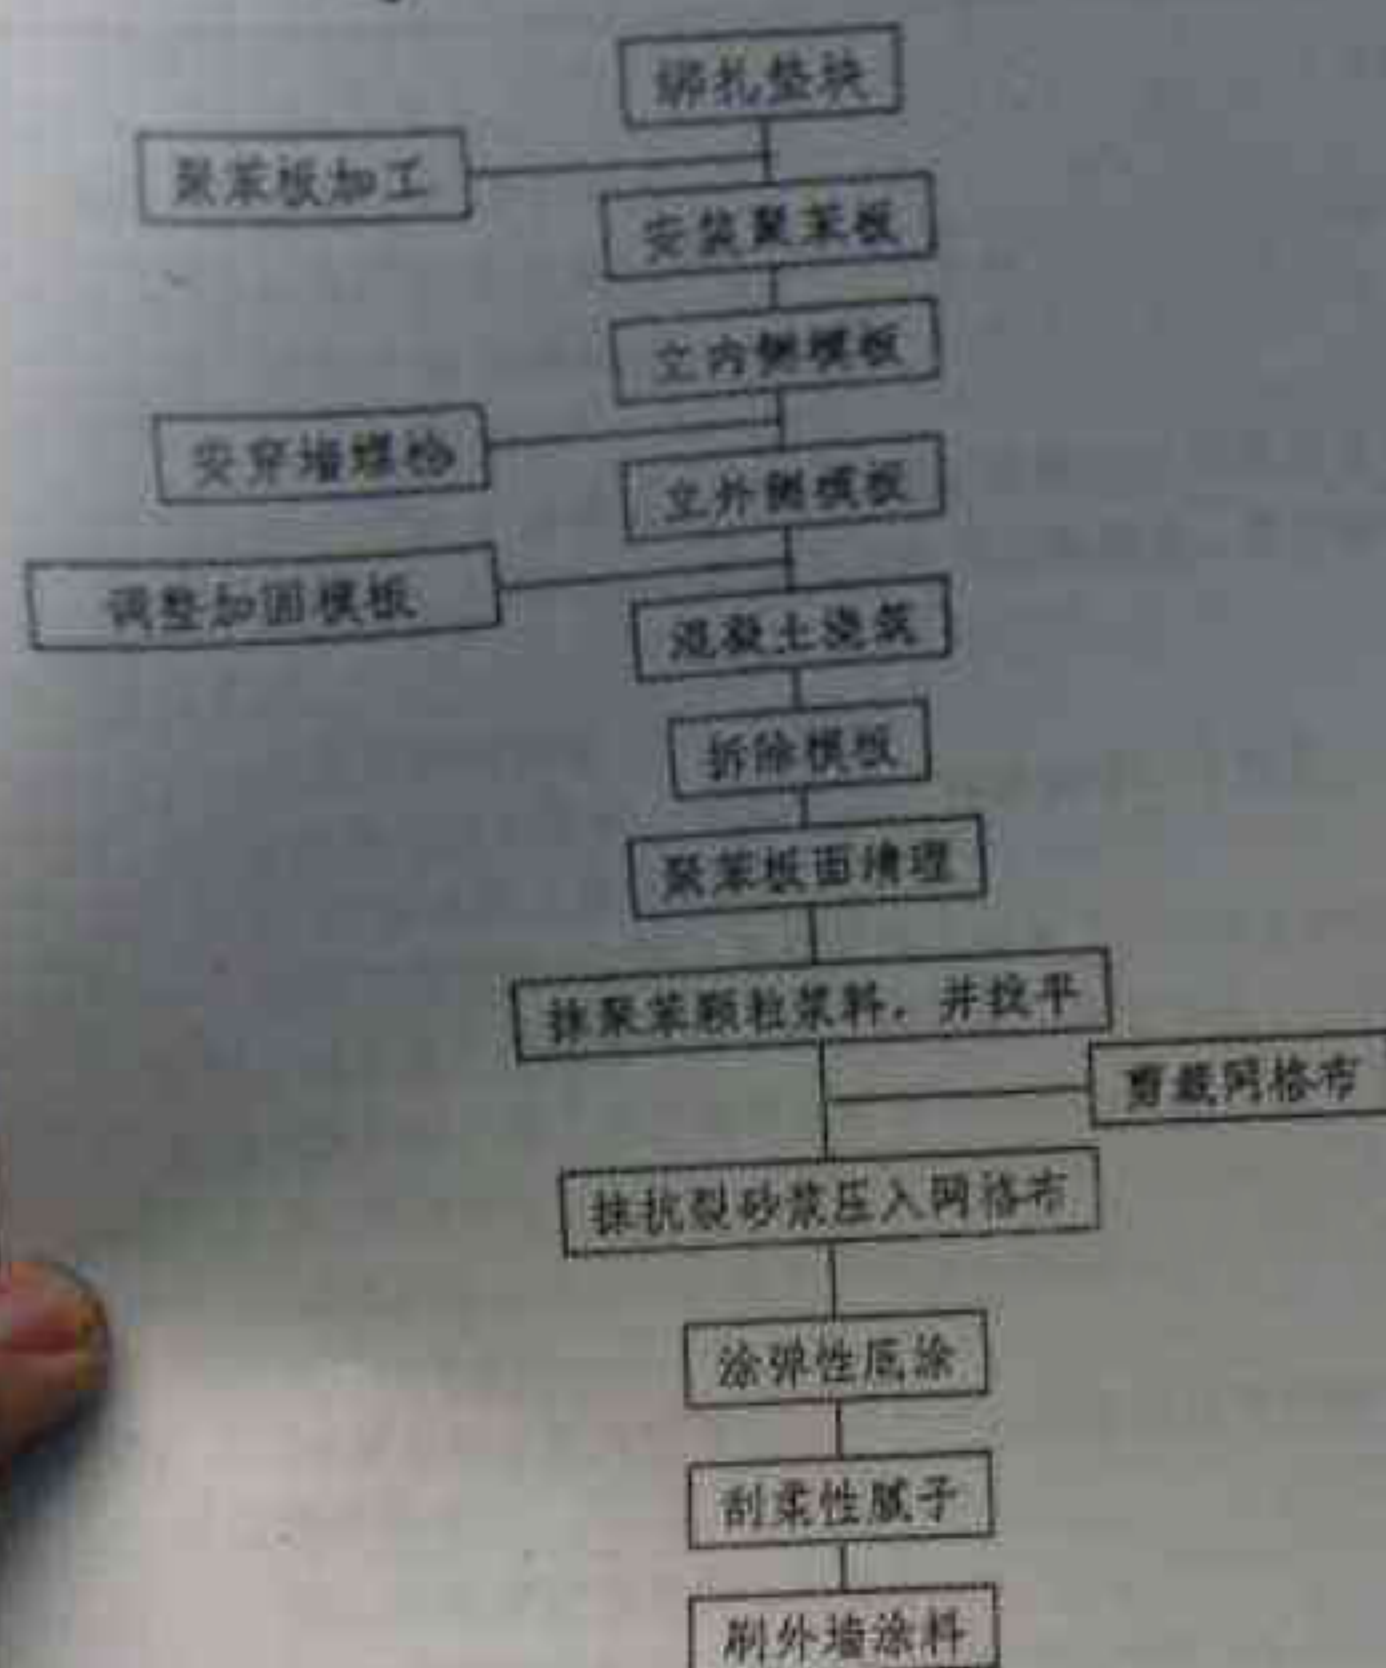 绑扎垫块
聚苯板加工
安装聚苯板
立内侧模板
安穿墙螺栓
立外侧模板
调整加固模板
混凝土浇筑
拆除模板
聚苯板面清理
抹聚苯颗粒浆料，并找平
剪裁网格布
抹抗裂砂浆压入网格布
涂弹性底涂
刮柔性腻子
刷外墙涂料